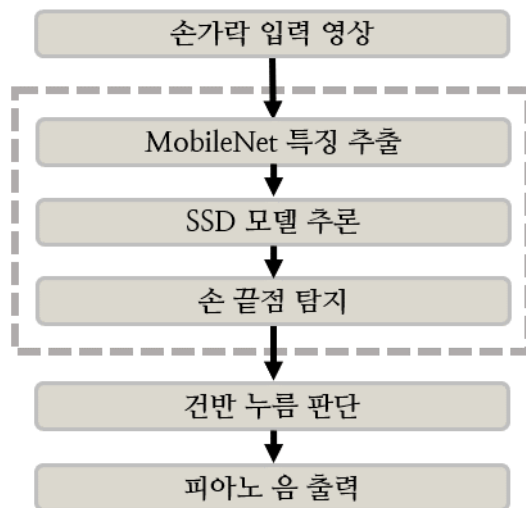 손가락 입력 영상
MobileNet 특징 추출
SSD 모델 추론
손 끝점 탐지
건반 누름 판단
피아노 음 출력